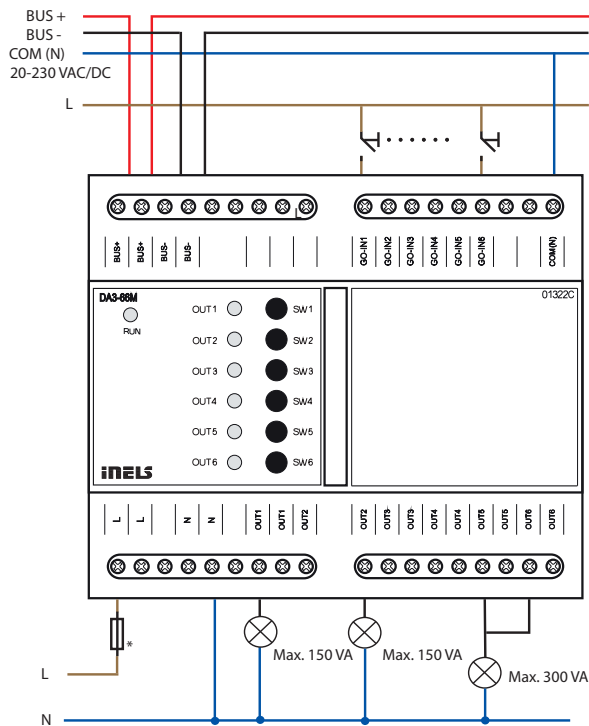 BUS +
BUS -
COM (N)
20-230 VAC/DC
L
L
BUS+ BUS+ BUS- BUS- GO-IN1 GO-IN2 GO-IN3 GO-IN4 GO-IN5 GO-IN6 COM(N)
DA3-66M 01322C
RUN
OUT1 SW1
OUT2 SW2
OUT3 SW3
OUT4 SW4
OUT5 SW5
OUT6 SW6
iNELS
L L N N OUT1 OUT1 OUT2 OUT2 OUT3 OUT3 OUT4 OUT4 OUT5 OUT5 OUT6 OUT6
*
Max. 150 VA Max. 150 VA
L Max. 300 VA
N